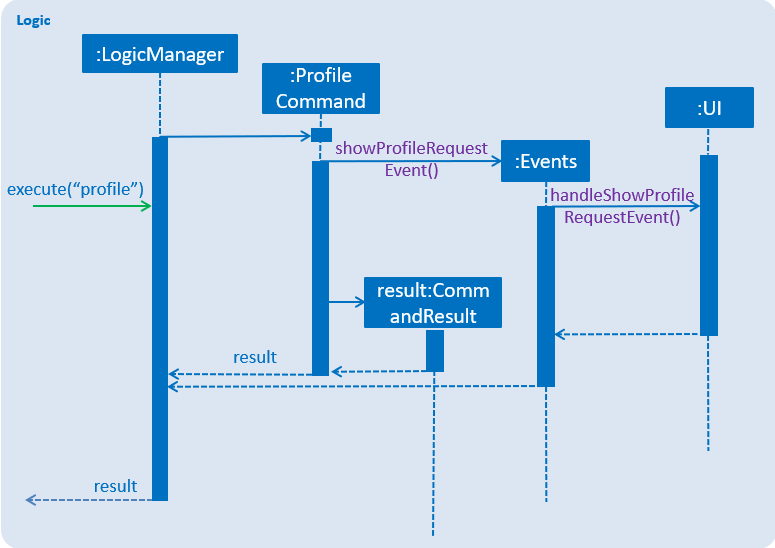 Logic
:LogicManager
:Profile
Command
:UI
showProfileRequest
Event()
:Events
execute(“profile”)
handleShowProfile
RequestEvent()
result:Comm
andResult
result
result